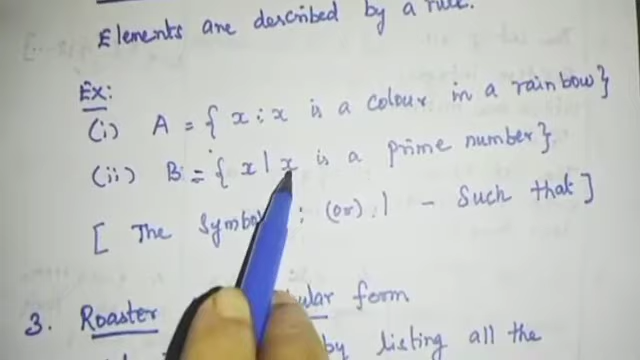 Elements are described by a rule.
Ex:
(i) A = { x : x is a colour in a rainbow}
(ii) B = { x | x is a prime number}
[ The Symbol : (or) | - Such that ]
3. Roaster form
by listing all the